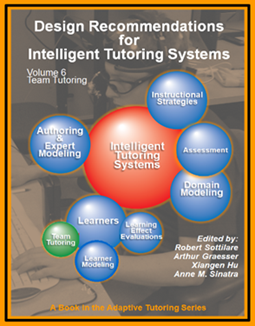 Design Recommendations
for
Intelligent Tutoring Systems
Volume 6
Team Tutoring
Instructional
Strategies
Authoring
&
Expert
Modeling
Intelligent
Tutoring
Systems
Assessment
Domain
Modeling
Learners
Learning
Effect
Evaluations
Team
Tutoring
Learner
Modeling
Edited by:
Robert Sottilare
Arthur Graesser
Xiangen Hu
Anne M. Sinatra
A Book in the Adaptive Tutoring Series